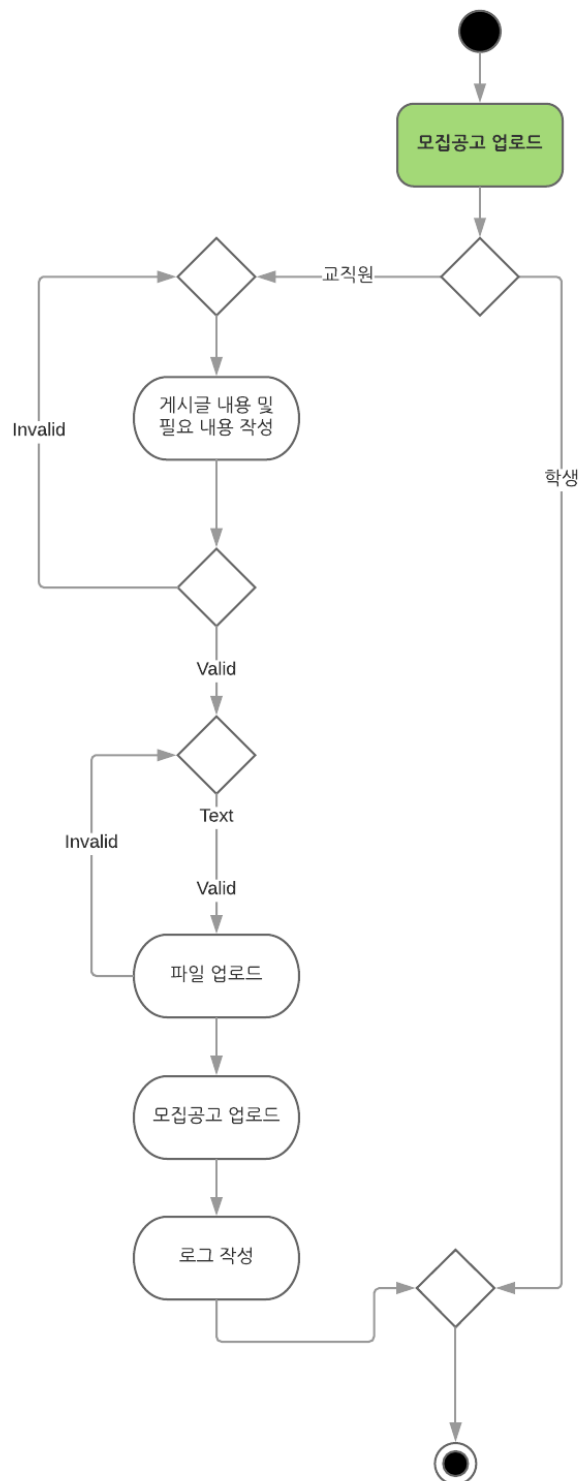 모집공고 업로드
교직원
게시글 내용 및
필요 내용 작성
Invalid
학생
Valid
Text
Invalid
Valid
파일 업로드
모집공고 업로드
로그 작성